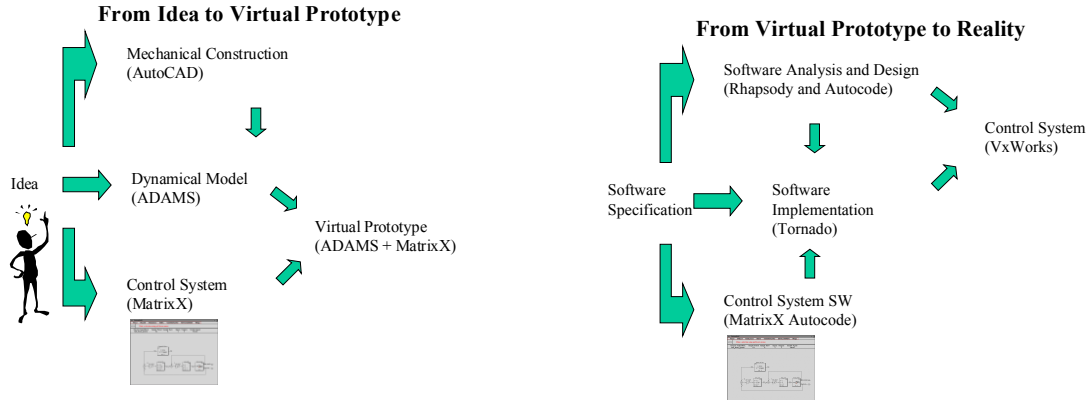 From Idea to Virtual Prototype
Mechanical Construction
(AutoCAD)
Idea
Dynamical Model
(ADAMS)
Virtual Prototype
(ADAMS + MatrixX)
Control System
(MatrixX)
From Virtual Prototype to Reality
Software Analysis and Design
(Rhapsody and Autocode)
Control System
(VxWorks)
Software
Specification
Software
Implementation
(Tornado)
Control System SW
(MatrixX Autocode)